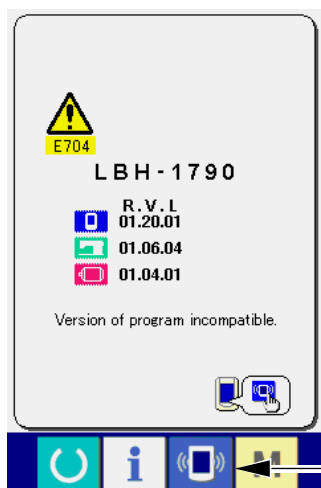 E704
LBH-1790
R.V.L
01.20.01
01.06.04
01.04.01
Version of program incompatible.
i
M